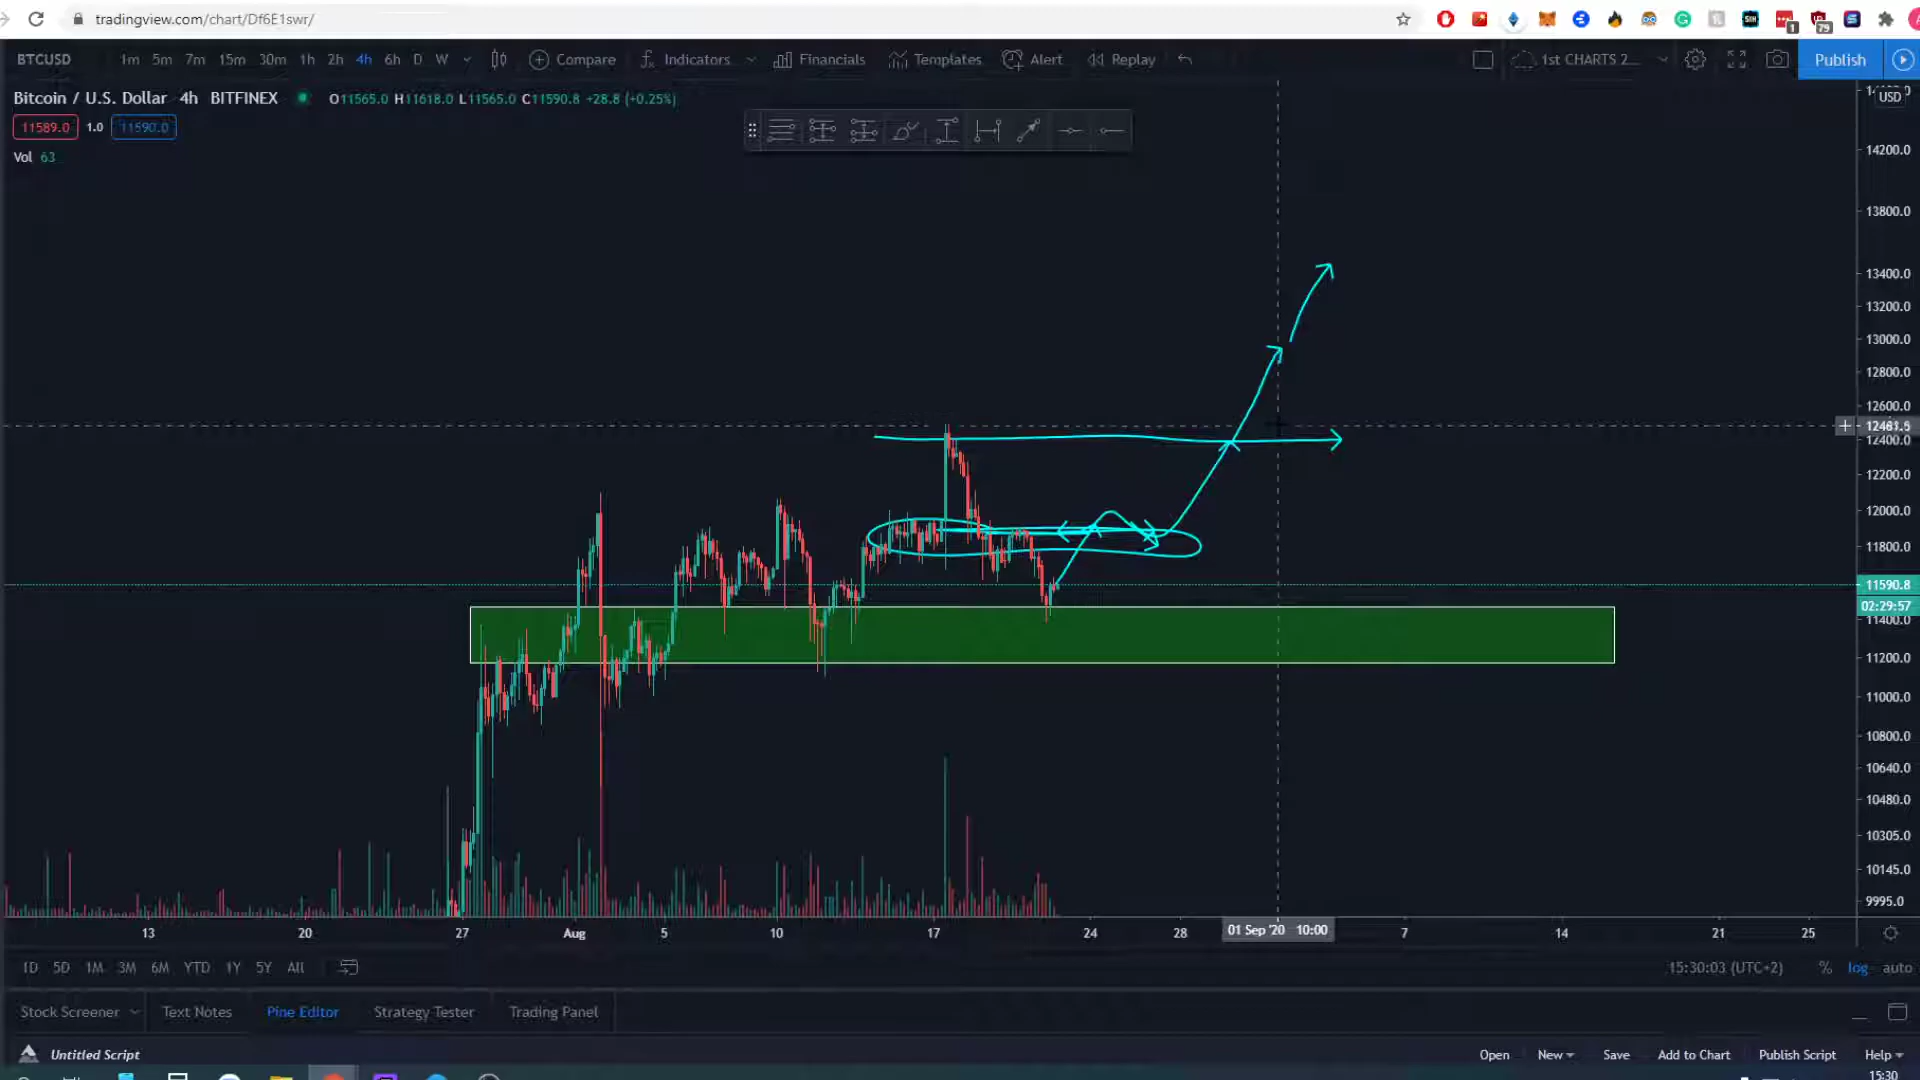 tradingview.com/chart/Df6E1swr/
1
79
BTCUSD 1m 5m 7m 15m 30m 1h 2h 4h 6h D W Compare Indicators Financials Templates Alert Replay 1st CHARTS 2... Publish
Bitcoin / U.S. Dollar 4h BITFINEX O11565.0 H11618.0 L11565.0 C11590.8 +28.8 (+0.25%)
USD
11589.0 1.0 11590.0
Vol 63
14200.0
13800.0
13400.0
13200.0
13000.0
12800.0
12600.0
12400.0
12200.0
12000.0
11800.0
11590.8
02:29:57
11400.0
11200.0
11000.0
10800.0
10640.0
10480.0
10305.0
10145.0
9995.0
13 20 27 Aug 5 10 17 24 28 01 Sep '20 10:00 7 14 21 25
1D 5D 1M 3M 6M YTD 1Y 5Y All 15:30:03 (UTC+2) % log auto
Stock Screener Text Notes Pine Editor Strategy Tester Trading Panel
Untitled Script Open New Save Add to Chart Publish Script Help
15:30